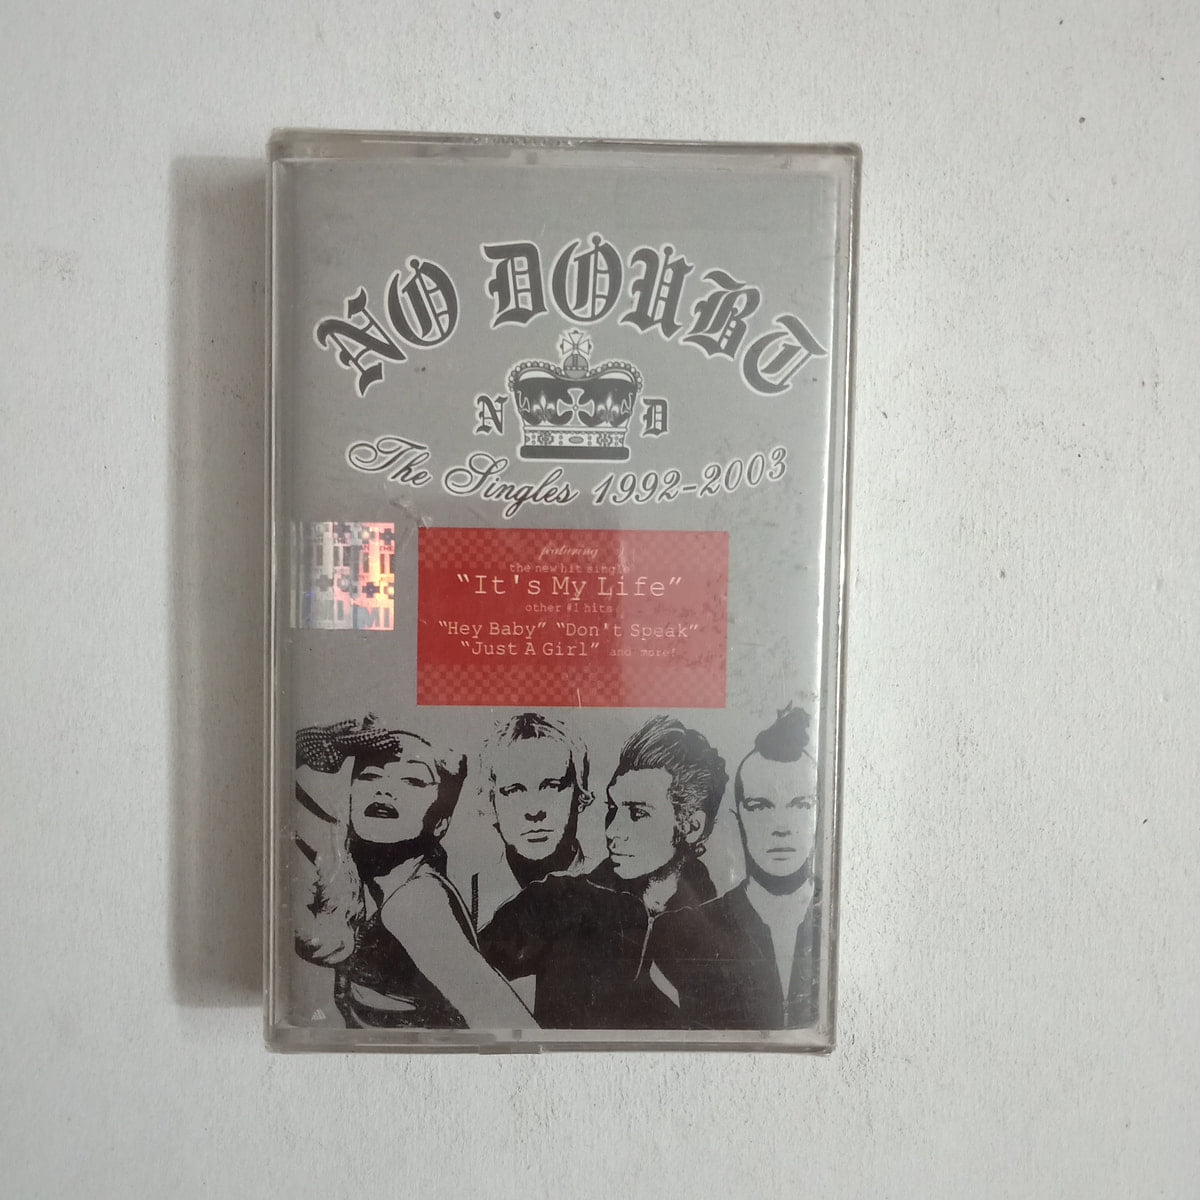 NO DOUBT
N D
The Singles 1992-2003
featuring
the new hit single
“It's My Life”
other #1 hits
“Hey Baby” “Don't Speak”
“Just A Girl” and more!